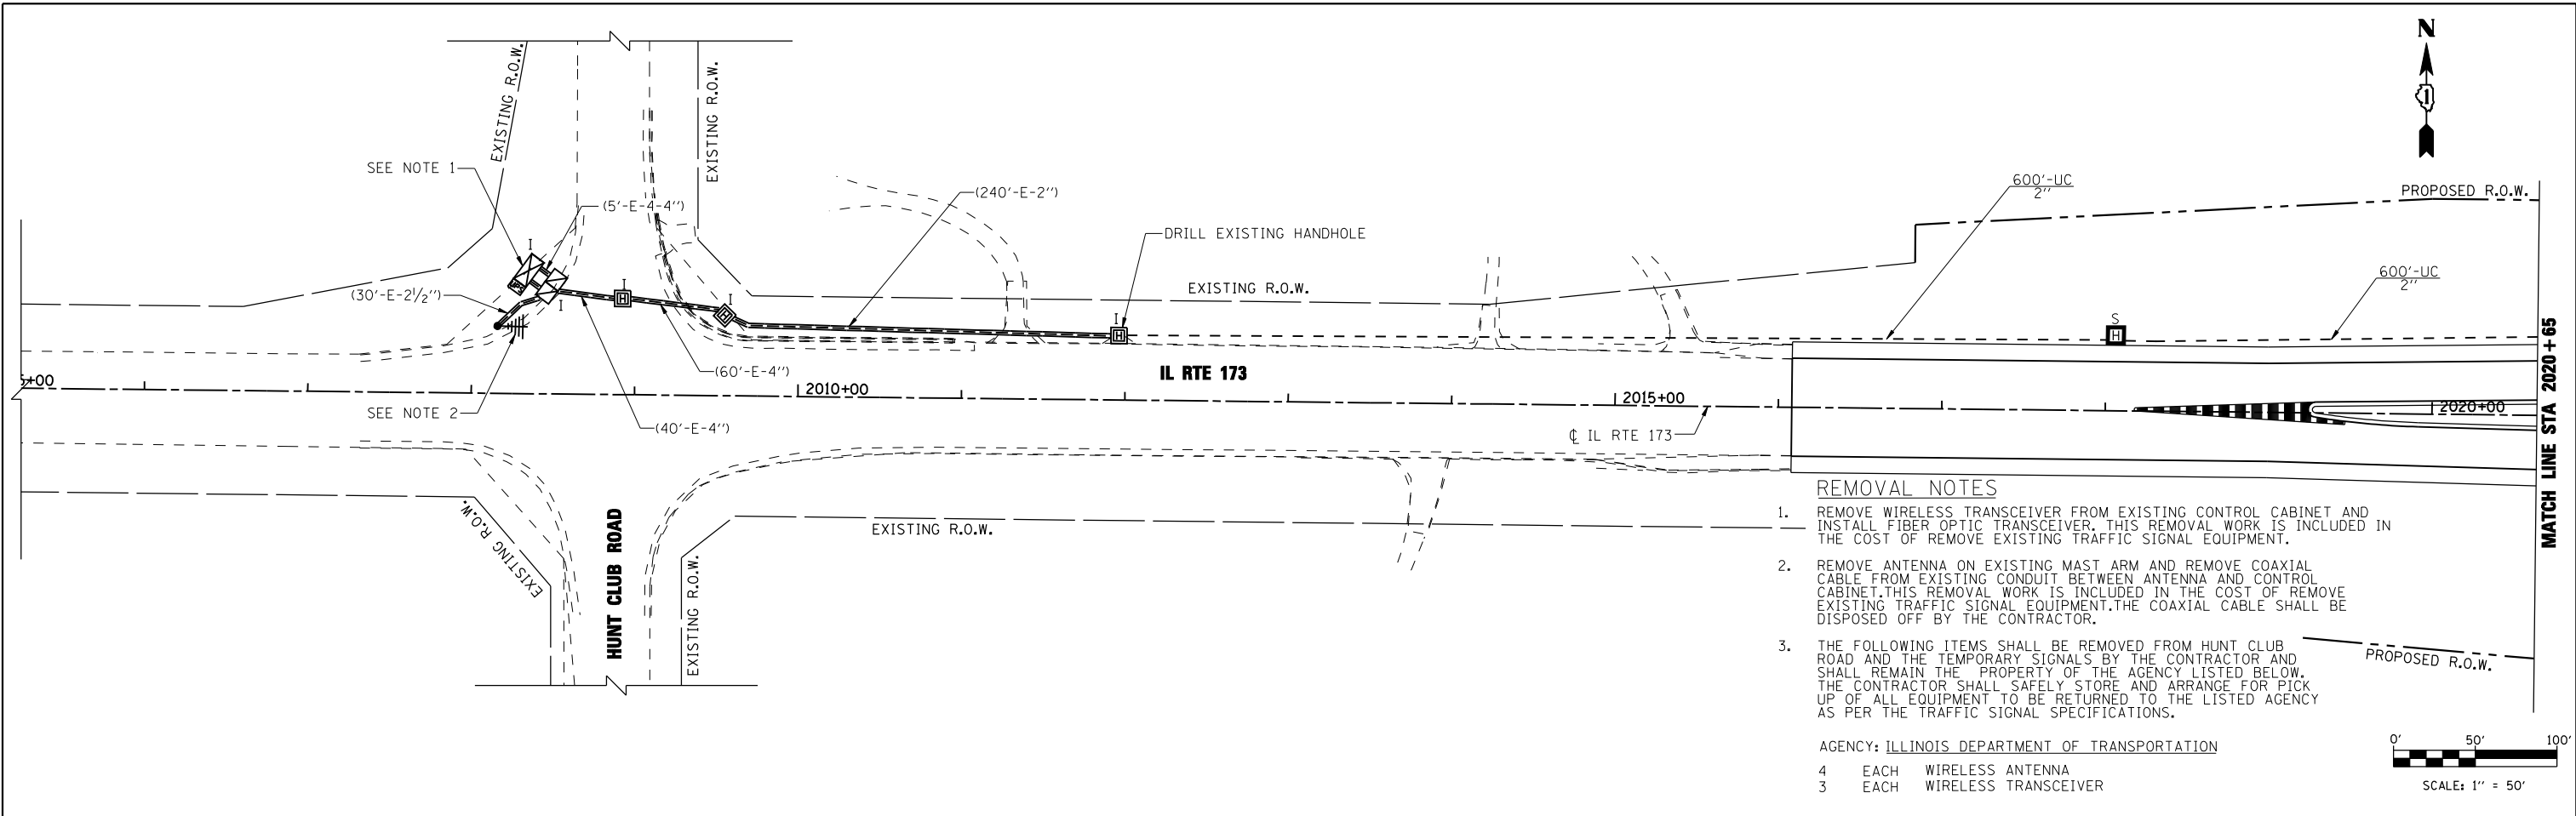 N
1
EXISTING R.O.W.
EXISTING R.O.W.
SEE NOTE 1
(5'-E-4-4")
(240'-E-2")
600'-UC
2"
PROPOSED R.O.W.
DRILL EXISTING HANDHOLE
I
I
I
I
I
H
H
H
(30'-E-2½")
EXISTING R.O.W.
600'-UC
2"
S
H
(60'-E-4")
IL RTE 173
+00
2010+00
2015+00
2020+00
SEE NOTE 2
(40'-E-4")
℄ IL RTE 173
MATCH LINE STA 2020+65
EXISTING R.O.W.
HUNT CLUB ROAD
EXISTING R.O.W.
EXISTING R.O.W.
REMOVAL NOTES
1. REMOVE WIRELESS TRANSCEIVER FROM EXISTING CONTROL CABINET AND
INSTALL FIBER OPTIC TRANSCEIVER. THIS REMOVAL WORK IS INCLUDED IN
THE COST OF REMOVE EXISTING TRAFFIC SIGNAL EQUIPMENT.
2. REMOVE ANTENNA ON EXISTING MAST ARM AND REMOVE COAXIAL
CABLE FROM EXISTING CONDUIT BETWEEN ANTENNA AND CONTROL
CABINET.THIS REMOVAL WORK IS INCLUDED IN THE COST OF REMOVE
EXISTING TRAFFIC SIGNAL EQUIPMENT.THE COAXIAL CABLE SHALL BE
DISPOSED OFF BY THE CONTRACTOR.
3. THE FOLLOWING ITEMS SHALL BE REMOVED FROM HUNT CLUB
ROAD AND THE TEMPORARY SIGNALS BY THE CONTRACTOR AND
SHALL REMAIN THE PROPERTY OF THE AGENCY LISTED BELOW.
THE CONTRACTOR SHALL SAFELY STORE AND ARRANGE FOR PICK
UP OF ALL EQUIPMENT TO BE RETURNED TO THE LISTED AGENCY
AS PER THE TRAFFIC SIGNAL SPECIFICATIONS.
PROPOSED R.O.W.
AGENCY: ILLINOIS DEPARTMENT OF TRANSPORTATION
4 EACH WIRELESS ANTENNA
3 EACH WIRELESS TRANSCEIVER
0' 50' 100'
SCALE: 1" = 50'